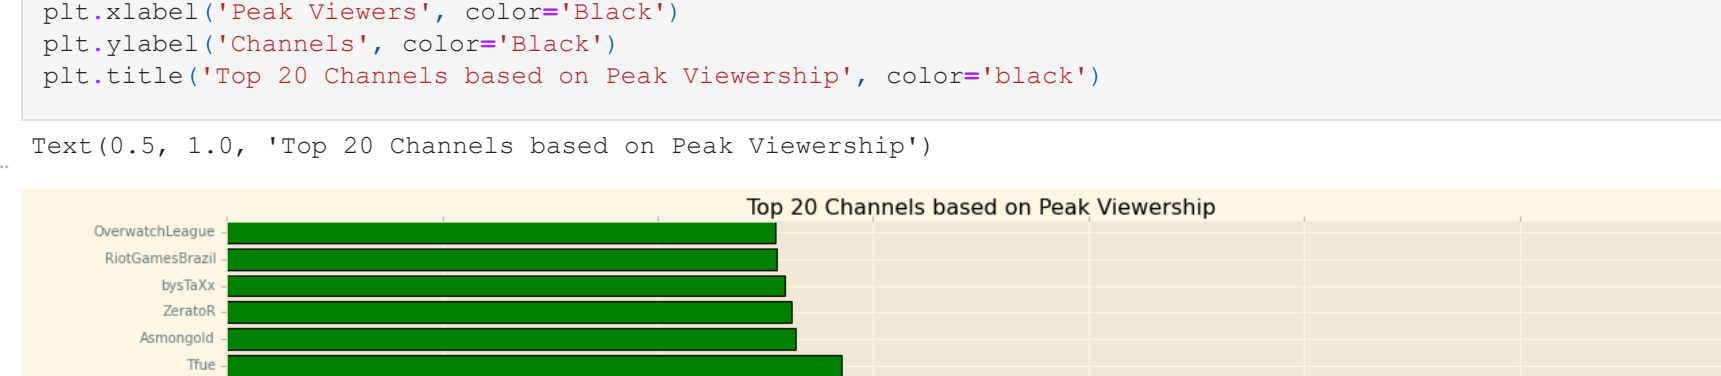 plt.xlabel('Peak Viewers', color='Black')
plt.ylabel('Channels', color='Black')
plt.title('Top 20 Channels based on Peak Viewership', color='black')
Text(0.5, 1.0, 'Top 20 Channels based on Peak Viewership')
Top 20 Channels based on Peak Viewership
OverwatchLeague
RiotGamesBrazil
bysTaXx
ZeratoR
Asmongold
Tfue